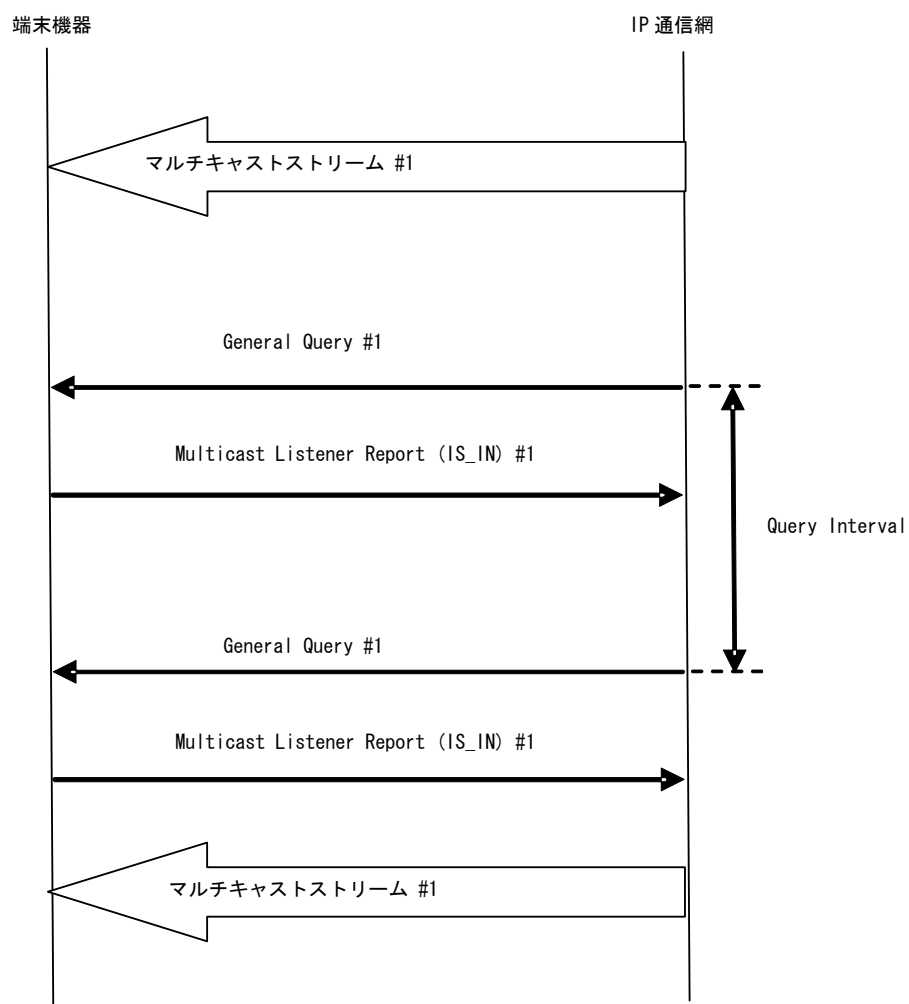 端末機器
IP 通信網
マルチキャストストリーム #1
General Query #1
Multicast Listener Report (IS_IN) #1
Query Interval
General Query #1
Multicast Listener Report (IS_IN) #1
マルチキャストストリーム #1